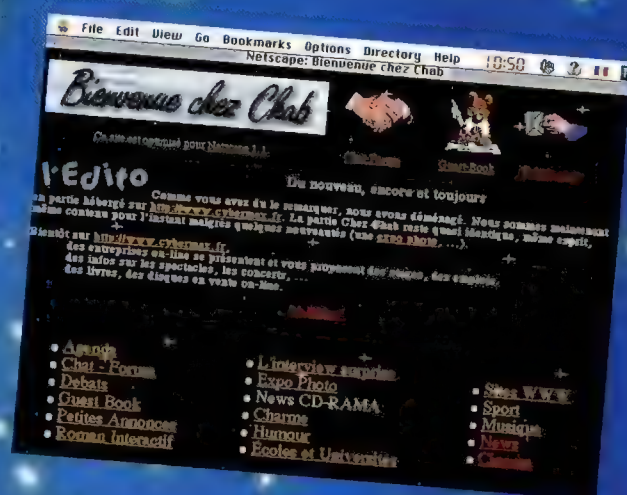 File Edit View Go Bookmarks Options Directory Help 10:50
Netscape: Bienvenue chez Chab
Bienvenue chez Chab
Ce site est optimisé pour Netscape 1.1
Guest-Book
l'Edito
Du nouveau, encore et toujours
Comme vous avez du le remarquer, nous avons déménagé. Nous sommes maintenant
en partie hébergé sur http://www.cybermax.fr. La partie Chez Chab reste quasi identique, même esprit,
même contenu pour l'instant malgrés quelques nouveautés (une expo photo, ...).
Bientôt sur http://www.cybermax.fr,
des entreprises on-line se présentent et vous proposent des stages, des emplois,
des infos sur les spectacles, les concerts, ...
des livres, des disques en vente on-line.
Agenda
Chat - Forum
Debats
Guest Book
Petites Annonces
Roman Interactif
L'interview surprise
Expo Photo
News CD-RAMA
Charme
Humour
Écoles et Universités
Sites WWW
Sport
Musique
News